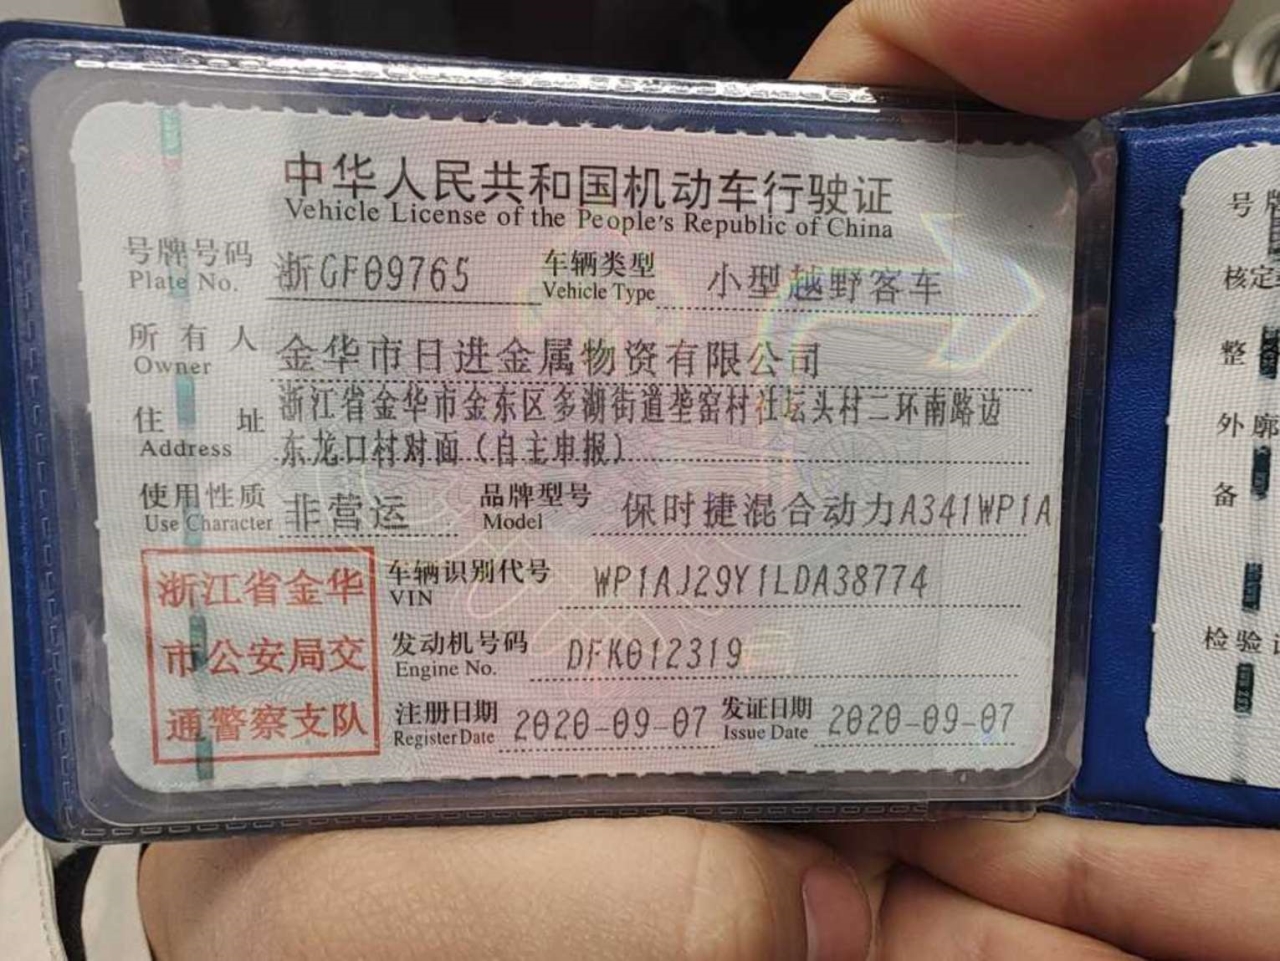 中华人民共和国机动车行驶证
Vehicle License of the People's Republic of China
号牌号码 浙GF09765 车辆类型 小型越野客车
Plate No. Vehicle Type
所有人 金华市日进金属物资有限公司
Owner
住址 浙江省金华市金东区多湖街道垄窑村社坛头村二环南路边
Address 东龙口村对面（自主申报）
使用性质 非营运 品牌型号 保时捷混合动力A341WP1A
Use Character Model
浙江省金华
市公安局交
通警察支队
车辆识别代号 WP1AJ29Y1LDA38774
VIN
发动机号码 DFK012319
Engine No.
注册日期 2020-09-07 发证日期 2020-09-07
Register Date Issue Date
号牌
核定
整
外廓
备
检验